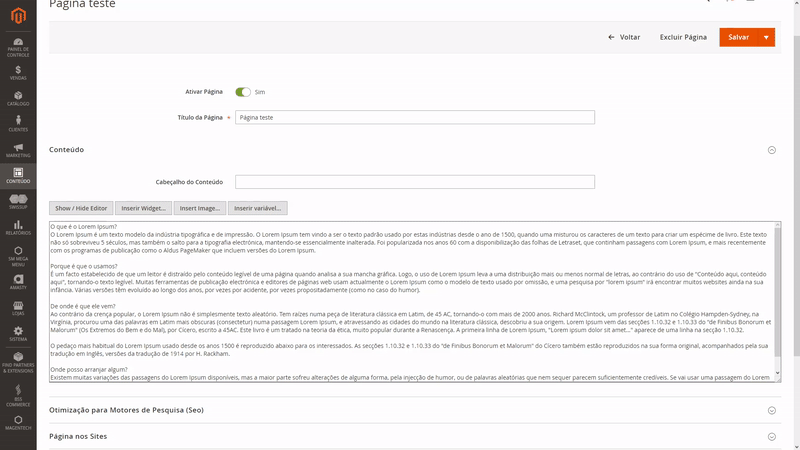 Página teste
PAINEL DE
CONTROLE
VENDAS
CATÁLOGO
CLIENTES
MARKETING
CONTEÚDO
SWISSUP
RELATÓRIOS
SM MEGA
MENU
AMASTY
LOJAS
SISTEMA
FIND PARTNERS
& EXTENSIONS
BSS
COMMERCE
MAGENTECH
Voltar
Excluir Página
Salvar
Ativar Página
Sim
Título da Página *
Página teste
Conteúdo
Cabeçalho do Conteúdo
Show / Hide Editor
Inserir Widget...
Insert Image...
Inserir variável...
O que é o Lorem Ipsum?
O Lorem Ipsum é um texto modelo da indústria tipográfica e de impressão. O Lorem Ipsum tem vindo a ser o texto padrão usado por estas indústrias desde o ano de 1500, quando uma misturou os caracteres de um texto para criar um espécime de livro. Este texto
não só sobreviveu 5 séculos, mas também o salto para a tipografia electrónica, mantendo-se essencialmente inalterada. Foi popularizada nos anos 60 com a disponibilização das folhas de Letraset, que continham passagens com Lorem Ipsum, e mais recentemente
com os programas de publicação como o Aldus PageMaker que incluem versões do Lorem Ipsum.
Porque é que o usamos?
É um facto estabelecido de que um leitor é distraído pelo conteúdo legível de uma página quando analisa a sua mancha gráfica. Logo, o uso de Lorem Ipsum leva a uma distribuição mais ou menos normal de letras, ao contrário do uso de "Conteúdo aqui, conteúdo
aqui", tornando-o texto legível. Muitas ferramentas de publicação electrónica e editores de páginas web usam actualmente o Lorem Ipsum como o modelo de texto usado por omissão, e uma pesquisa por "lorem ipsum" irá encontrar muitos websites ainda na sua
infância. Várias versões têm evoluído ao longo dos anos, por vezes por acidente, por vezes propositadamente (como no caso do humor).
De onde é que ele vem?
Ao contrário da crença popular, o Lorem Ipsum não é simplesmente texto aleatório. Tem raízes numa peça de literatura clássica em Latim, de 45 AC, tornando-o com mais de 2000 anos. Richard McClintock, um professor de Latim no Colégio Hampden-Sydney, na
Virgínia, procurou uma das palavras em Latim mais obscuras (consectetur) numa passagem Lorem Ipsum, e atravessando as cidades do mundo na literatura clássica, descobriu a sua origem. Lorem Ipsum vem das secções 1.10.32 e 1.10.33 do "de Finibus Bonorum et
Malorum" (Os Extremos do Bem e do Mal), por Cícero, escrito a 45AC. Este livro é um tratado na teoria da ética, muito popular durante a Renascença. A primeira linha de Lorem Ipsum, "Lorem ipsum dolor sit amet..." aparece de uma linha na secção 1.10.32.
O pedaço mais habitual do Lorem Ipsum usado desde os anos 1500 é reproduzido abaixo para os interessados. As secções 1.10.32 e 1.10.33 do "de Finibus Bonorum et Malorum" do Cícero também estão reproduzidos na sua forma original, acompanhados pela sua
tradução em Inglês, versões da tradução de 1914 por H. Rackham.
Onde posso arranjar algum?
Existem muitas variações das passagens do Lorem Ipsum disponíveis, mas a maior parte sofreu alterações de alguma forma, pela injecção de humor, ou de palavras aleatórias que nem sequer parecem suficientemente credíveis. Se vai usar uma passagem do Lorem
Otimização para Motores de Pesquisa (Seo)
Página nos Sites